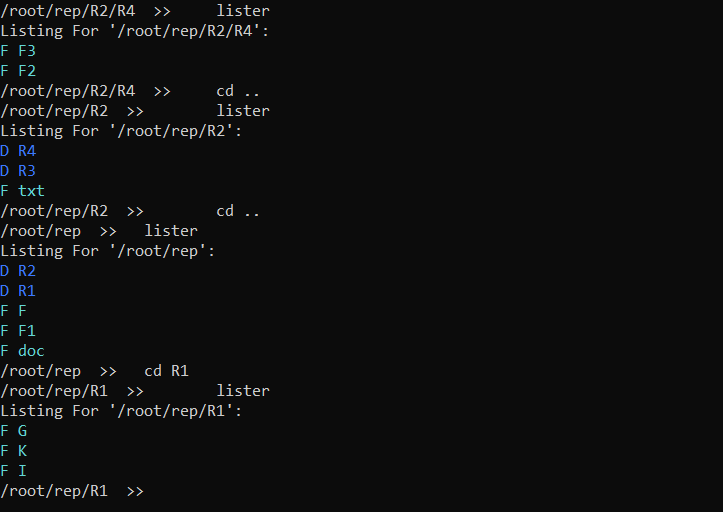 /root/rep/R2/R4  >>     lister
Listing For '/root/rep/R2/R4':
F F3
F F2
/root/rep/R2/R4  >>     cd ..
/root/rep/R2  >>        lister
Listing For '/root/rep/R2':
D R4
D R3
F txt
/root/rep/R2  >>        cd ..
/root/rep  >>   lister
Listing For '/root/rep':
D R2
D R1
F F
F F1
F doc
/root/rep  >>   cd R1
/root/rep/R1  >>        lister
Listing For '/root/rep/R1':
F G
F K
F I
/root/rep/R1  >>